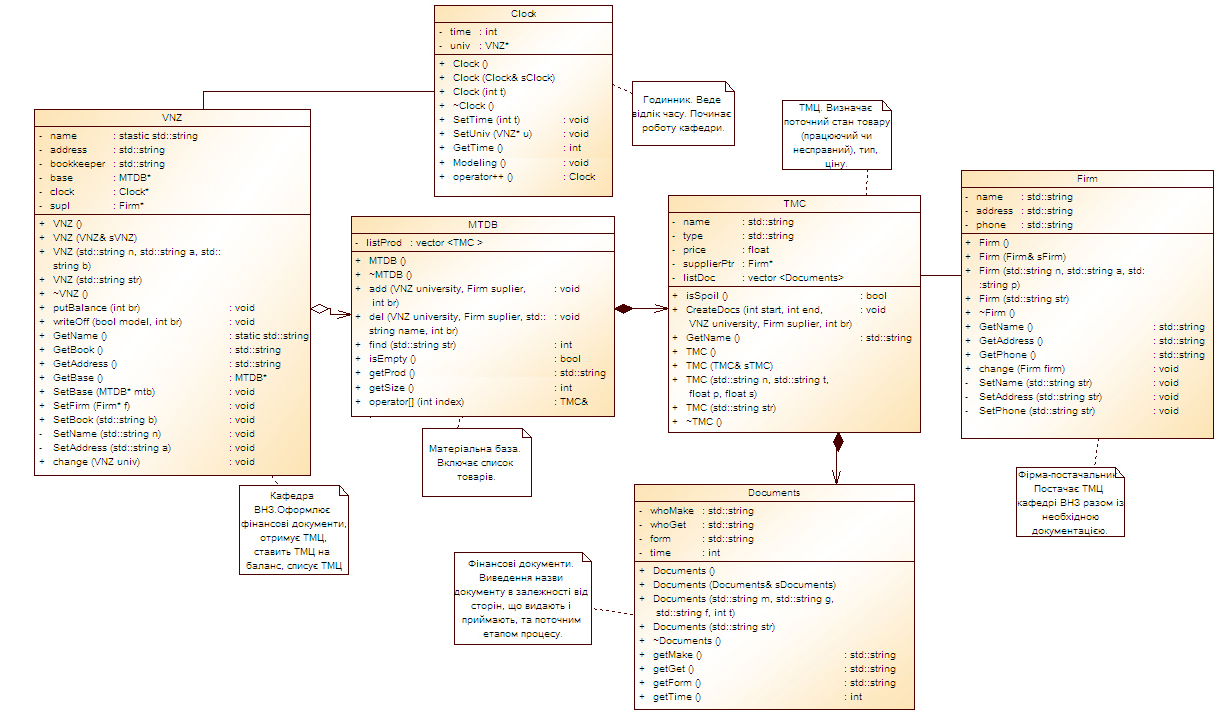 Clock
- time : int
- univ : VNZ*
+ Clock ()
+ Clock (Clock& sClock)
+ Clock (int t)
+ ~Clock ()
+ SetTime (int t) : void
+ SetUniv (VNZ* u) : void
+ GetTime () : int
+ Modeling () : void
+ operator++ () : Clock
Годинник. Веде
відлік часу. Починає
роботу кафедри.
VNZ
- name : stastic std::string
- address : std::string
- bookkeeper : std::string
- base : MTDB*
- clock : Clock*
- supl : Firm*
+ VNZ ()
+ VNZ (VNZ& sVNZ)
+ VNZ (std::string n, std::string a, std::
string b)
+ VNZ (std::string str)
+ ~VNZ ()
+ putBalance (int br) : void
+ writeOff (bool model, int br) : void
+ GetName () : static std::string
+ GetBook () : std::string
+ GetAddress () : std::string
+ GetBase () : MTDB*
+ SetBase (MTDB* mtb) : void
+ SetFirm (Firm* f) : void
+ SetBook (std::string b) : void
- SetName (std::string n) : void
- SetAddress (std::string a) : void
+ change (VNZ univ) : void
Кафедра
ВНЗ.Оформлює
фінансові документи,
отримує ТМЦ,
ставить ТМЦ на
баланс, списує ТМЦ
MTDB
- listProd : vector <TMC >
+ MTDB ()
+ ~MTDB ()
+ add (VNZ university, Firm suplier, : void
int br)
+ del (VNZ university, Firm suplier, std:: : void
string name, int br)
+ find (std::string str) : int
+ isEmpty () : bool
+ getProd () : std::string
+ getSize () : int
+ operator[] (int index) : TMC&
Матеріальна база.
Включає список
товарів.
ТМЦ. Визначає
поточний стан товару
(працюючий чи
несправний), тип,
ціну.
TMC
- name : std::string
- type : std::string
- price : float
- supplierPtr : Firm*
- listDoc : vector <Documents>
+ isSpoil () : bool
+ CreateDocs (int start, int end, : void
VNZ university, Firm suplier, int br)
+ GetName () : std::string
+ TMC ()
+ TMC (TMC& sTMC)
+ TMC (std::string n, std::string t,
float p, float s)
+ TMC (std::string str)
+ ~TMC ()
Firm
- name : std::string
- address : std::string
- phone : std::string
+ Firm ()
+ Firm (Firm& sFirm)
+ Firm (std::string n, std::string a, std:
:string p)
+ Firm (std::string str)
+ ~Firm ()
+ GetName () : std::string
+ GetAddress () : std::string
+ GetPhone () : std::string
+ change (Firm firm) : void
- SetName (std::string str) : void
- SetAddress (std::string str) : void
- SetPhone (std::string str) : void
Фірма-постачальник.
Постачає ТМЦ
кафедрі ВНЗ разом із
необхідною
документацією.
Documents
- whoMake : std::string
- whoGet : std::string
- form : std::string
- time : int
+ Documents ()
+ Documents (Documents& sDocuments)
+ Documents (std::string m, std::string g,
std::string f, int t)
+ Documents (std::string str)
+ ~Documents ()
+ getMake () : std::string
+ getGet () : std::string
+ getForm () : std::string
+ getTime () : int
Фінансові документи.
Виведення назви
документу в залежності від
сторін, що видають і
приймають, та поточним
етапом процесу.